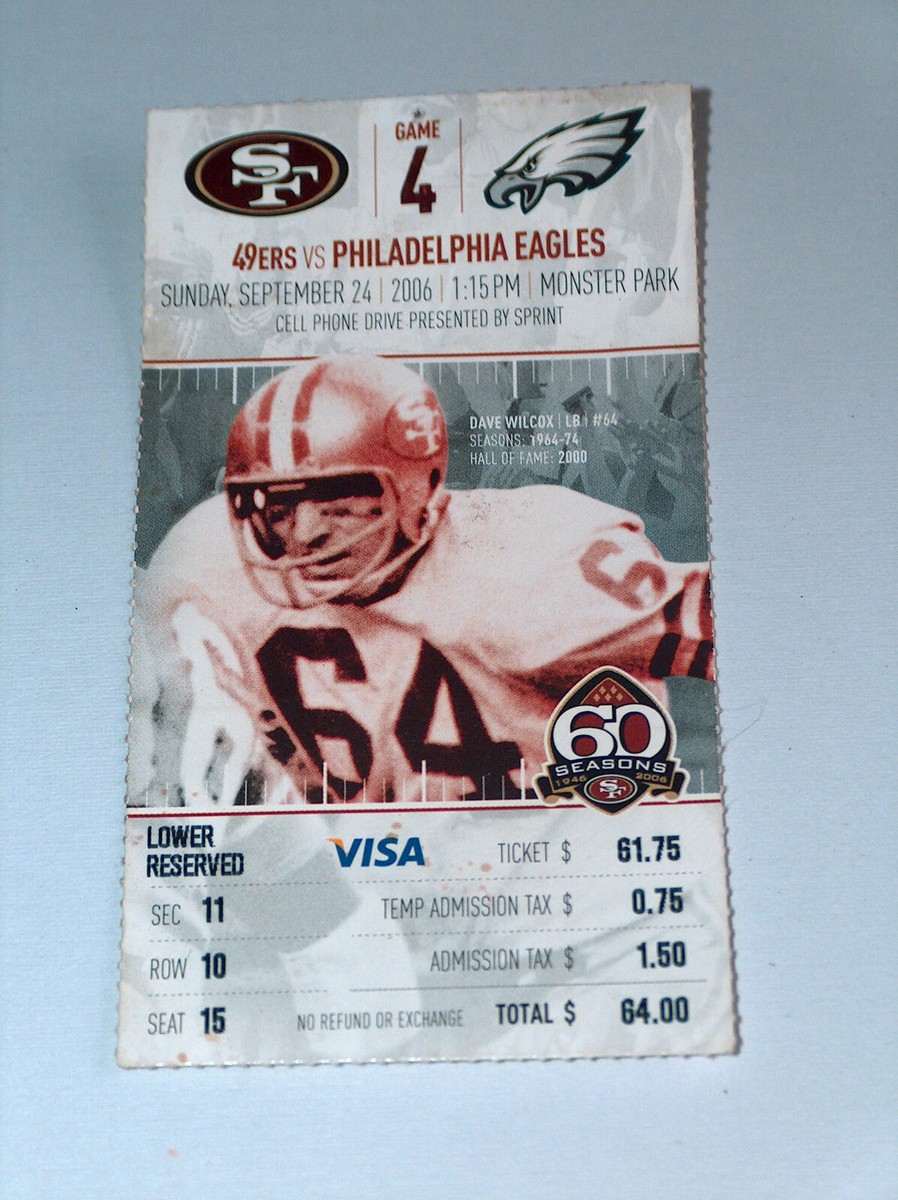 SF
GAME
4
49ERS VS PHILADELPHIA EAGLES
SUNDAY, SEPTEMBER 24 | 2006 | 1:15 PM | MONSTER PARK
CELL PHONE DRIVE PRESENTED BY SPRINT
DAVE WILCOX | LB | #64
SEASONS: 1964-74
HALL OF FAME: 2000
SF
6
64
60
SEASONS
1946 2006
SF
LOWER
RESERVED
VISA
TICKET $ 61.75
SEC 11
TEMP ADMISSION TAX $ 0.75
ROW 10
ADMISSION TAX $ 1.50
SEAT 15
NO REFUND OR EXCHANGE
TOTAL $ 64.00